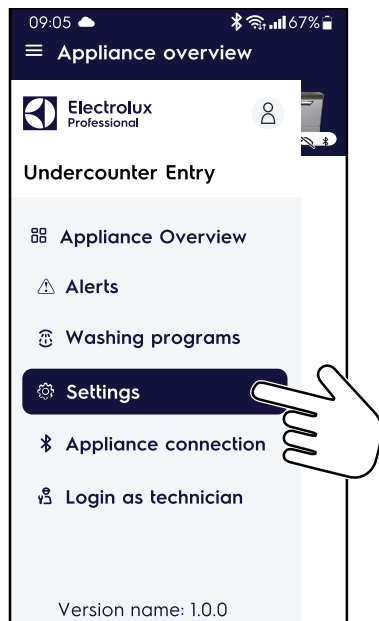 09:05 67%
Appliance overview
Electrolux
Professional
Undercounter Entry
Appliance Overview
Alerts
Washing programs
Settings
Appliance connection
Login as technician
Version name: 1.0.0